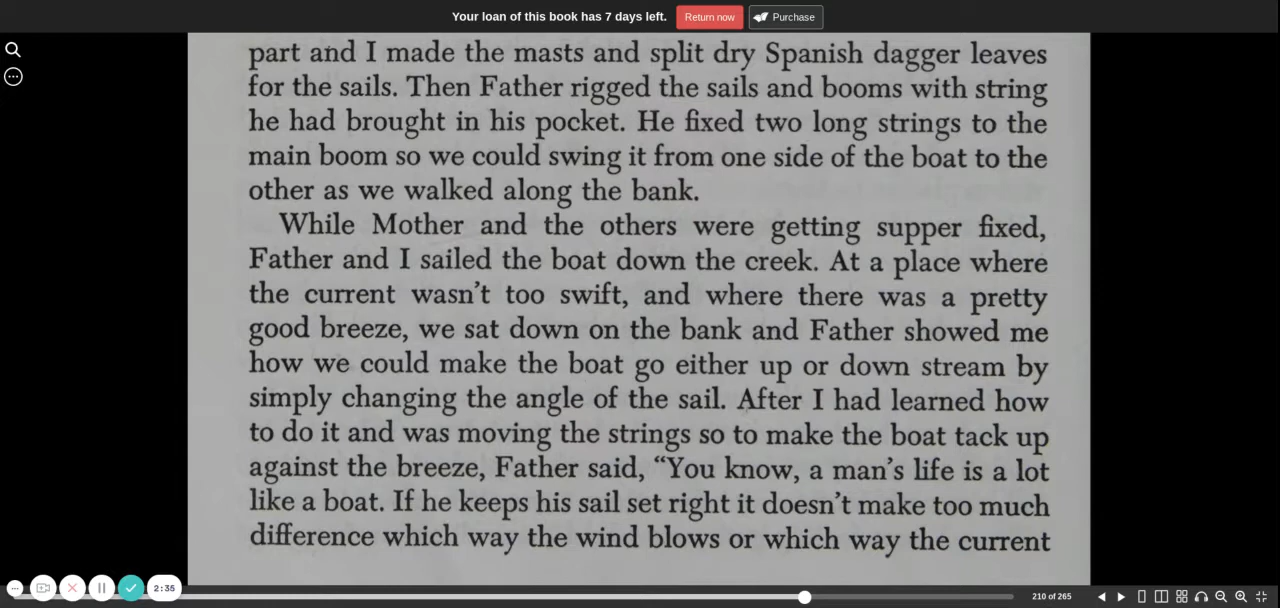 Your loan of this book has 7 days left. Return now Purchase
part and I made the masts and split dry Spanish dagger leaves
for the sails. Then Father rigged the sails and booms with string
he had brought in his pocket. He fixed two long strings to the
main boom so we could swing it from one side of the boat to the
other as we walked along the bank.
While Mother and the others were getting supper fixed,
Father and I sailed the boat down the creek. At a place where
the current wasn't too swift, and where there was a pretty
good breeze, we sat down on the bank and Father showed me
how we could make the boat go either up or down stream by
simply changing the angle of the sail. After I had learned how
to do it and was moving the strings so to make the boat tack up
against the breeze, Father said, “You know, a man's life is a lot
like a boat. If he keeps his sail set right it doesn't make too much
difference which way the wind blows or which way the current
2:35
210 of 265